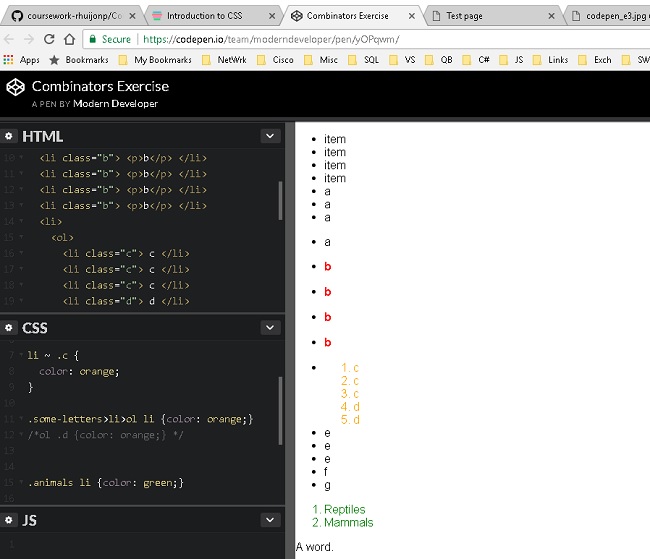 coursework-rhuijonp/Co
Introduction to CSS
Combinators Exercise
Test page
codepen_e3.jpg
Secure https://codepen.io/team/moderndeveloper/pen/yOPqwm/
Apps Bookmarks My Bookmarks NetWrk Cisco Misc SQL VS QB C# JS Links Exch SW
Combinators Exercise
A PEN BY Modern Developer
HTML
10 <li class="b"> <p>b</p> </li>
11 <li class="b"> <p>b</p> </li>
12 <li class="b"> <p>b</p> </li>
13 <li class="b"> <p>b</p> </li>
14 <li>
15 <ol>
16 <li class="c"> c </li>
17 <li class="c"> c </li>
18 <li class="c"> c </li>
19 <li class="d"> d </li>
CSS
7 li ~ .c {
8 color: orange;
9 }
10
11 .some-letters>li>ol li {color: orange;}
12 /*ol .d {color: orange;} */
13
14
15 .animals li {color: green;}
16
JS
1
item
item
item
item
a
a
a
a
b
b
b
b
1. c
2. c
3. c
4. d
5. d
e
e
e
f
g
1. Reptiles
2. Mammals
A word.